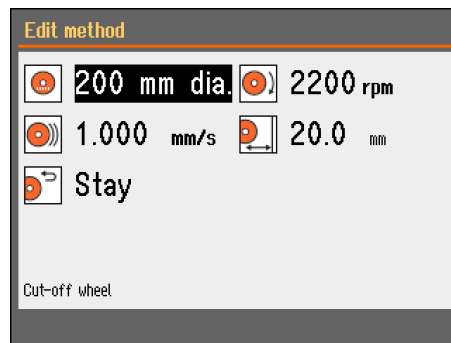 Edit method
200 mm dia. 2200 rpm
1.000 mm/s 20.0 mm
Stay
Cut-off wheel